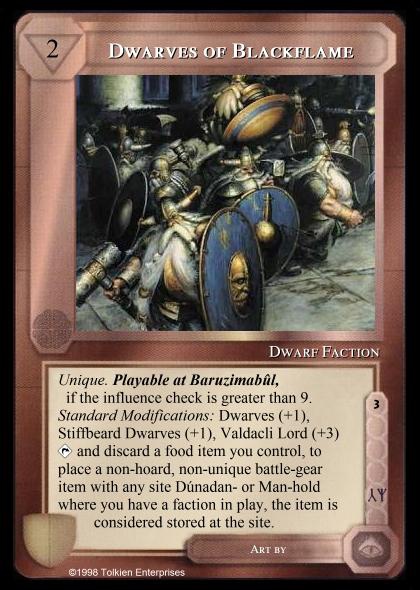 2
DWARVES OF BLACKFLAME
DWARF FACTION
Unique. Playable at Baruzimabûl,
if the influence check is greater than 9.
Standard Modifications: Dwarves (+1),
Stiffbeard Dwarves (+1), Valdacli Lord (+3)
and discard a food item you control, to
place a non-hoard, non-unique battle-gear
item with any site Dúnadan- or Man-hold
where you have a faction in play, the item is
considered stored at the site.
3
ART BY
©1998 Tolkien Enterprises